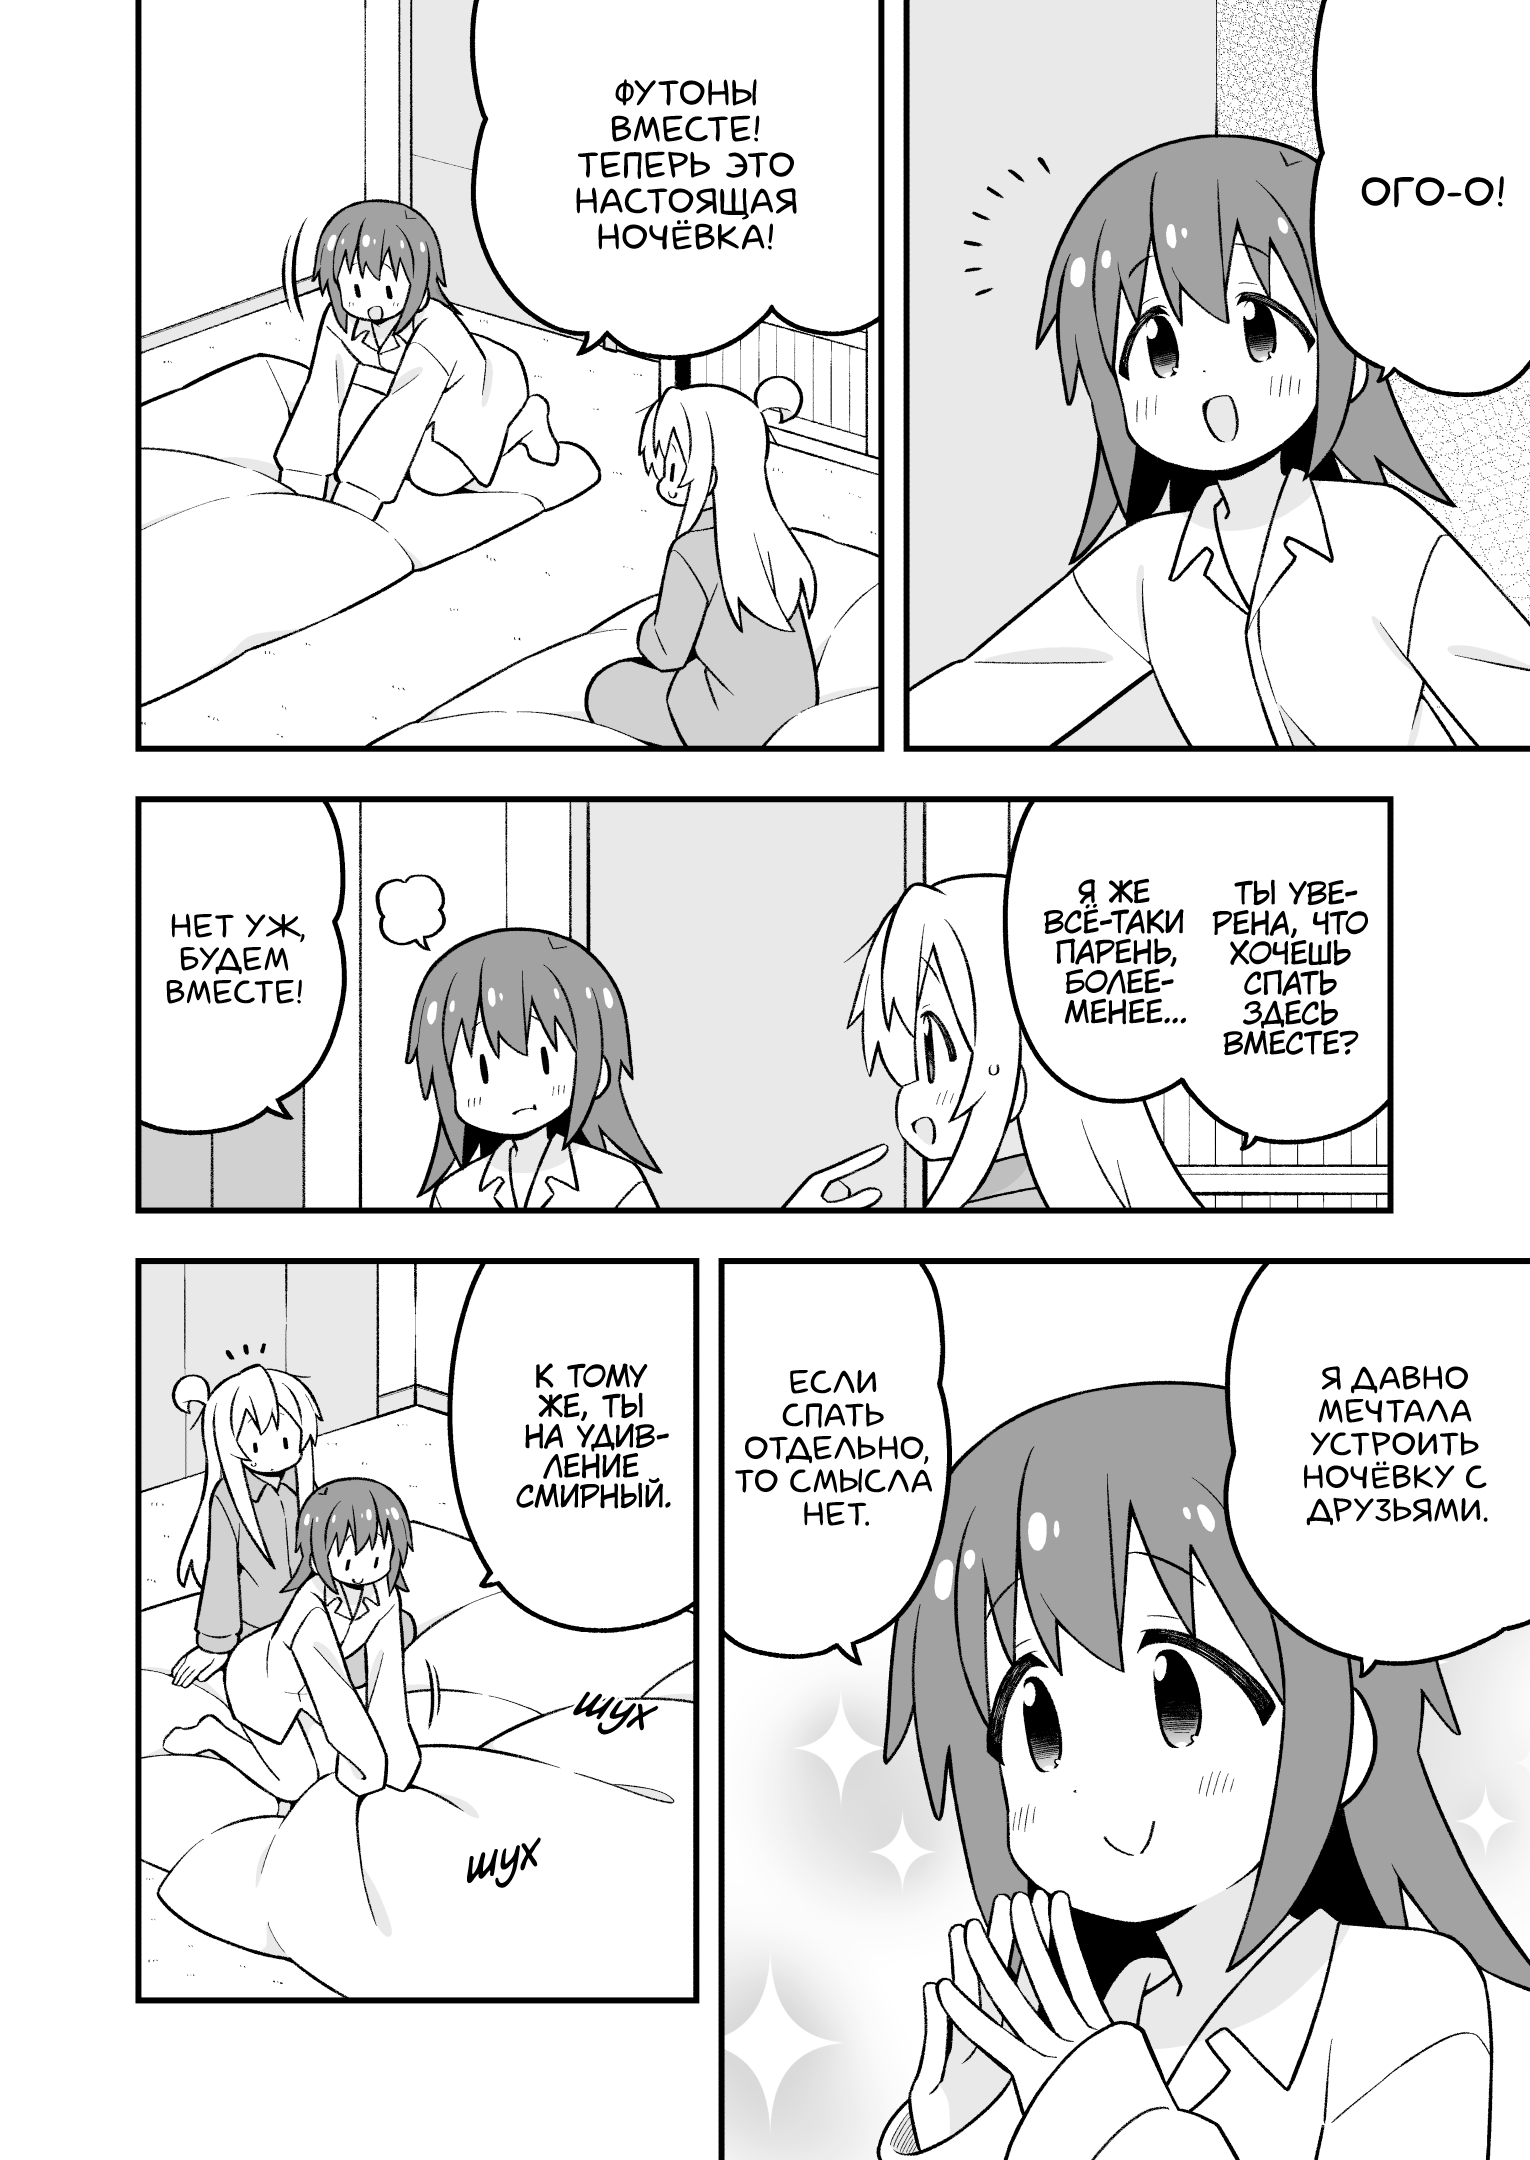 ОГО-О!
ФУТОНЫ
ВМЕСТЕ!
ТЕПЕРЬ ЭТО
НАСТОЯЩАЯ
НОЧЁВКА!
ТЫ УВЕ-
РЕНА, ЧТО
ХОЧЕШЬ
СПАТЬ
ЗДЕСЬ
ВМЕСТЕ?
Я ЖЕ
ВСЁ-ТАКИ
ПАРЕНЬ,
БОЛЕЕ-
МЕНЕЕ...
НЕТ УЖ,
БУДЕМ
ВМЕСТЕ!
Я ДАВНО
МЕЧТАЛА
УСТРОИТЬ
НОЧЁВКУ С
ДРУЗЬЯМИ.
ЕСЛИ
СПАТЬ
ОТДЕЛЬНО,
ТО СМЫСЛА
НЕТ.
К ТОМУ
ЖЕ, ТЫ
НА УДИВ-
ЛЕНИЕ
СМИРНЫЙ.
ШУХ
ШУХ